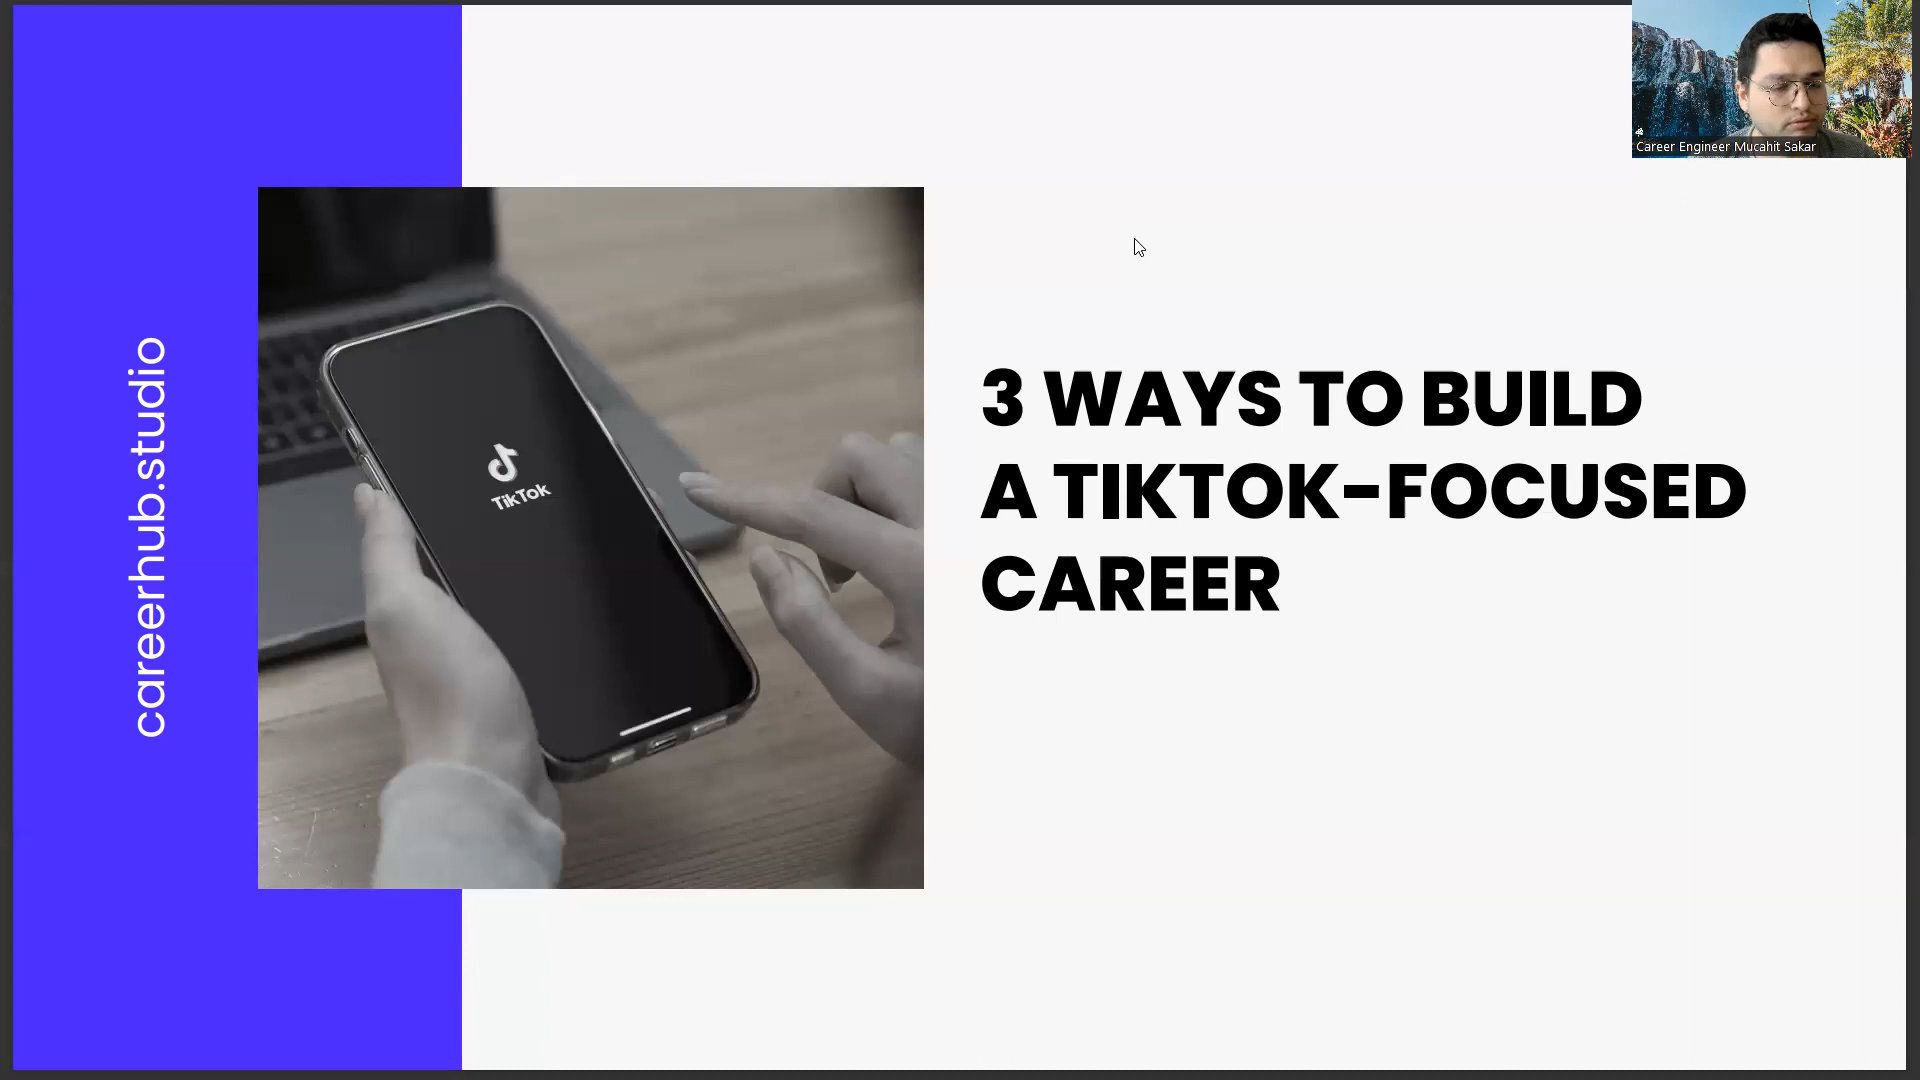 careerhub.studio
TikTok
3 WAYS TO BUILD
A TIKTOK-FOCUSED
CAREER
Career Engineer Mucahit Sakar